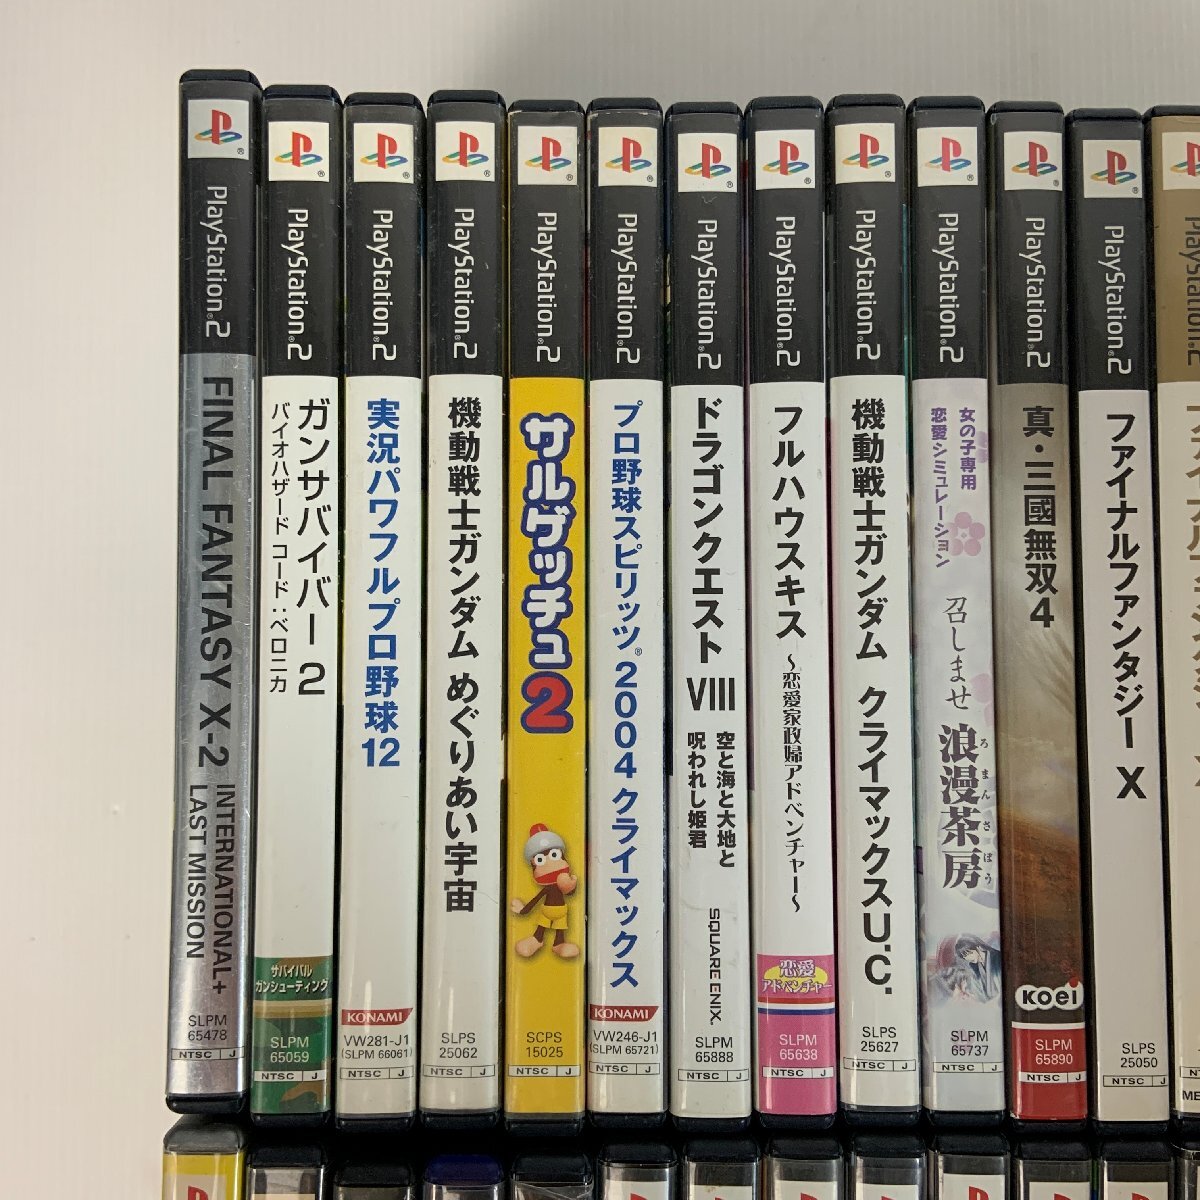 PlayStation®2
FINAL FANTASY X-2
INTERNATIONAL+
LAST MISSION
SLPM
65478
NTSC J
PlayStation®2
ガンサバイバー 2
バイオハザード コード:ベロニカ
サバイバル
ガンシューティング
SLPM
65059
NTSC J
PlayStation®2
実況パワフルプロ野球12
KONAMI
VW281-J1
(SLPM 66061)
NTSC J
PlayStation®2
機動戦士ガンダム めぐりあい宇宙
SLPS
25062
NTSC J
PlayStation®2
サルゲッチュ2
SCPS
15025
NTSC J
PlayStation®2
プロ野球スピリッツ® 2004 クライマックス
KONAMI
VW246-J1
(SLPM 65721)
NTSC J
PlayStation®2
ドラゴンクエスト VIII
空と海と大地と
呪われし姫君
SQUARE ENIX.
SLPM
65888
NTSC J
PlayStation®2
フルハウスキス
~恋愛家政婦アドベンチャー~
恋愛
アドベンチャー
SLPM
65638
NTSC J
PlayStation®2
機動戦士ガンダム クライマックスU.C.
SLPS
25627
NTSC J
PlayStation®2
女の子専用
恋愛シミュレーション
召しませ 浪漫茶房
ろまんさぼう
SLPM
65737
NTSC J
PlayStation®2
真・三國無双4
KOEI
SLPM
65890
NTSC J
PlayStation®2
ファイナルファンタジー X
SLPS
25050
NTSC J
PlayStation®2